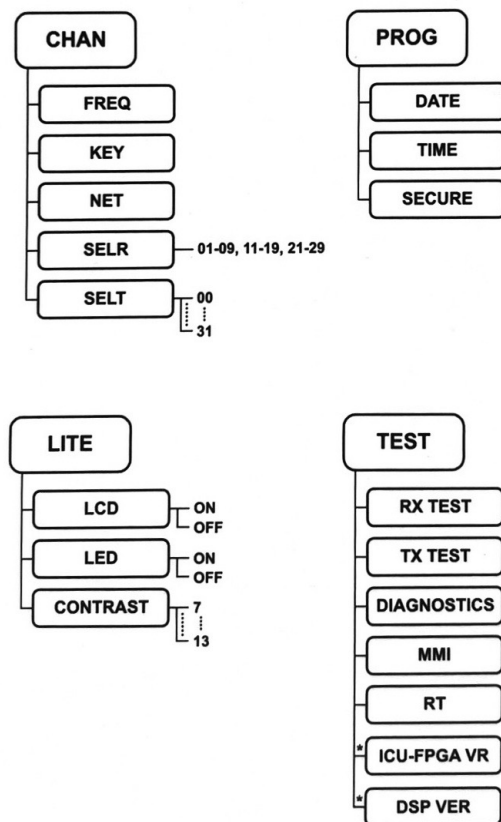 CHAN
FREQ
KEY
NET
SELR
01-09, 11-19, 21-29
SELT
00
31
PROG
DATE
TIME
SECURE
LITE
LCD
ON
OFF
LED
ON
OFF
CONTRAST
7
13
TEST
RX TEST
TX TEST
DIAGNOSTICS
MMI
RT
* ICU-FPGA VR
* DSP VER